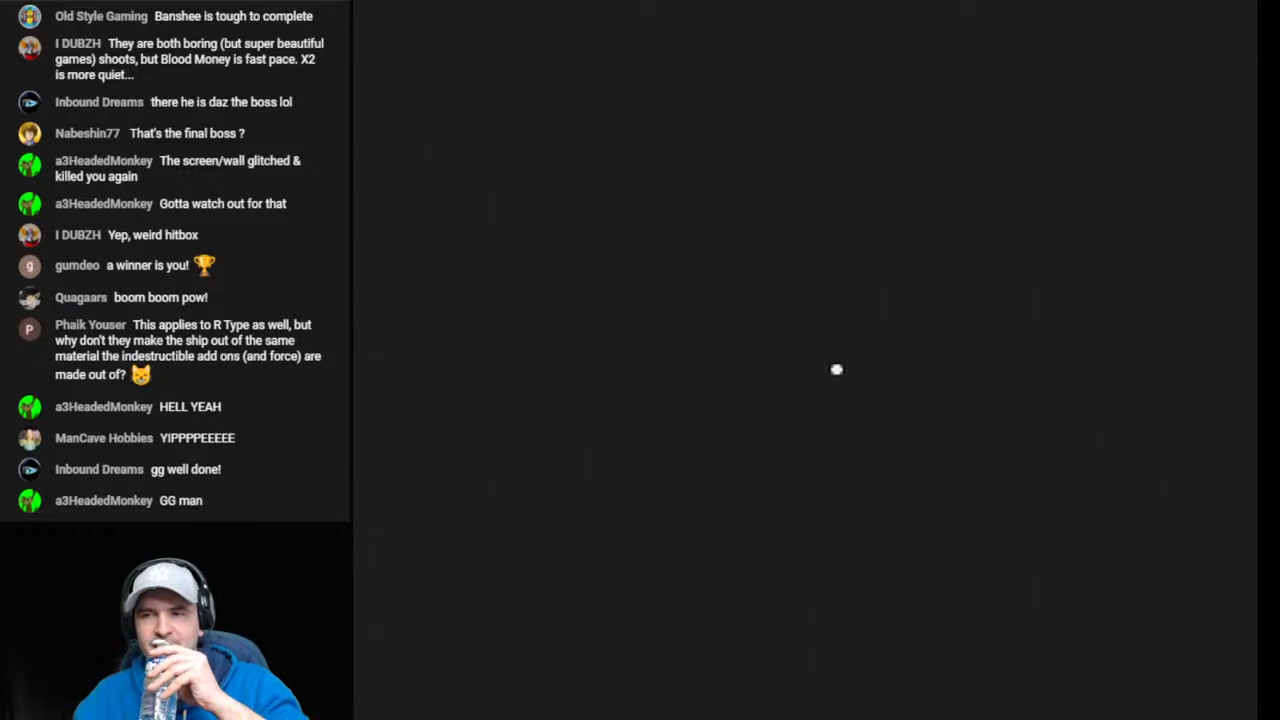 Old Style Gaming Banshee is tough to complete
I DUBZH They are both boring (but super beautiful
games) shoots, but Blood Money is fast pace. X2
is more quiet...
Inbound Dreams there he is daz the boss lol
Nabeshin77 That's the final boss ?
a3HeadedMonkey The screen/wall glitched &
killed you again
a3HeadedMonkey Gotta watch out for that
I DUBZH Yep, weird hitbox
g gumdeo a winner is you! 🏆
Quagaars boom boom pow!
P Phaik Youser This applies to R Type as well, but
why don't they make the ship out of the same
material the indestructible add ons (and force) are
made out of? 😸
a3HeadedMonkey HELL YEAH
ManCave Hobbies YIPPPPEEEEE
Inbound Dreams gg well done!
a3HeadedMonkey GG man